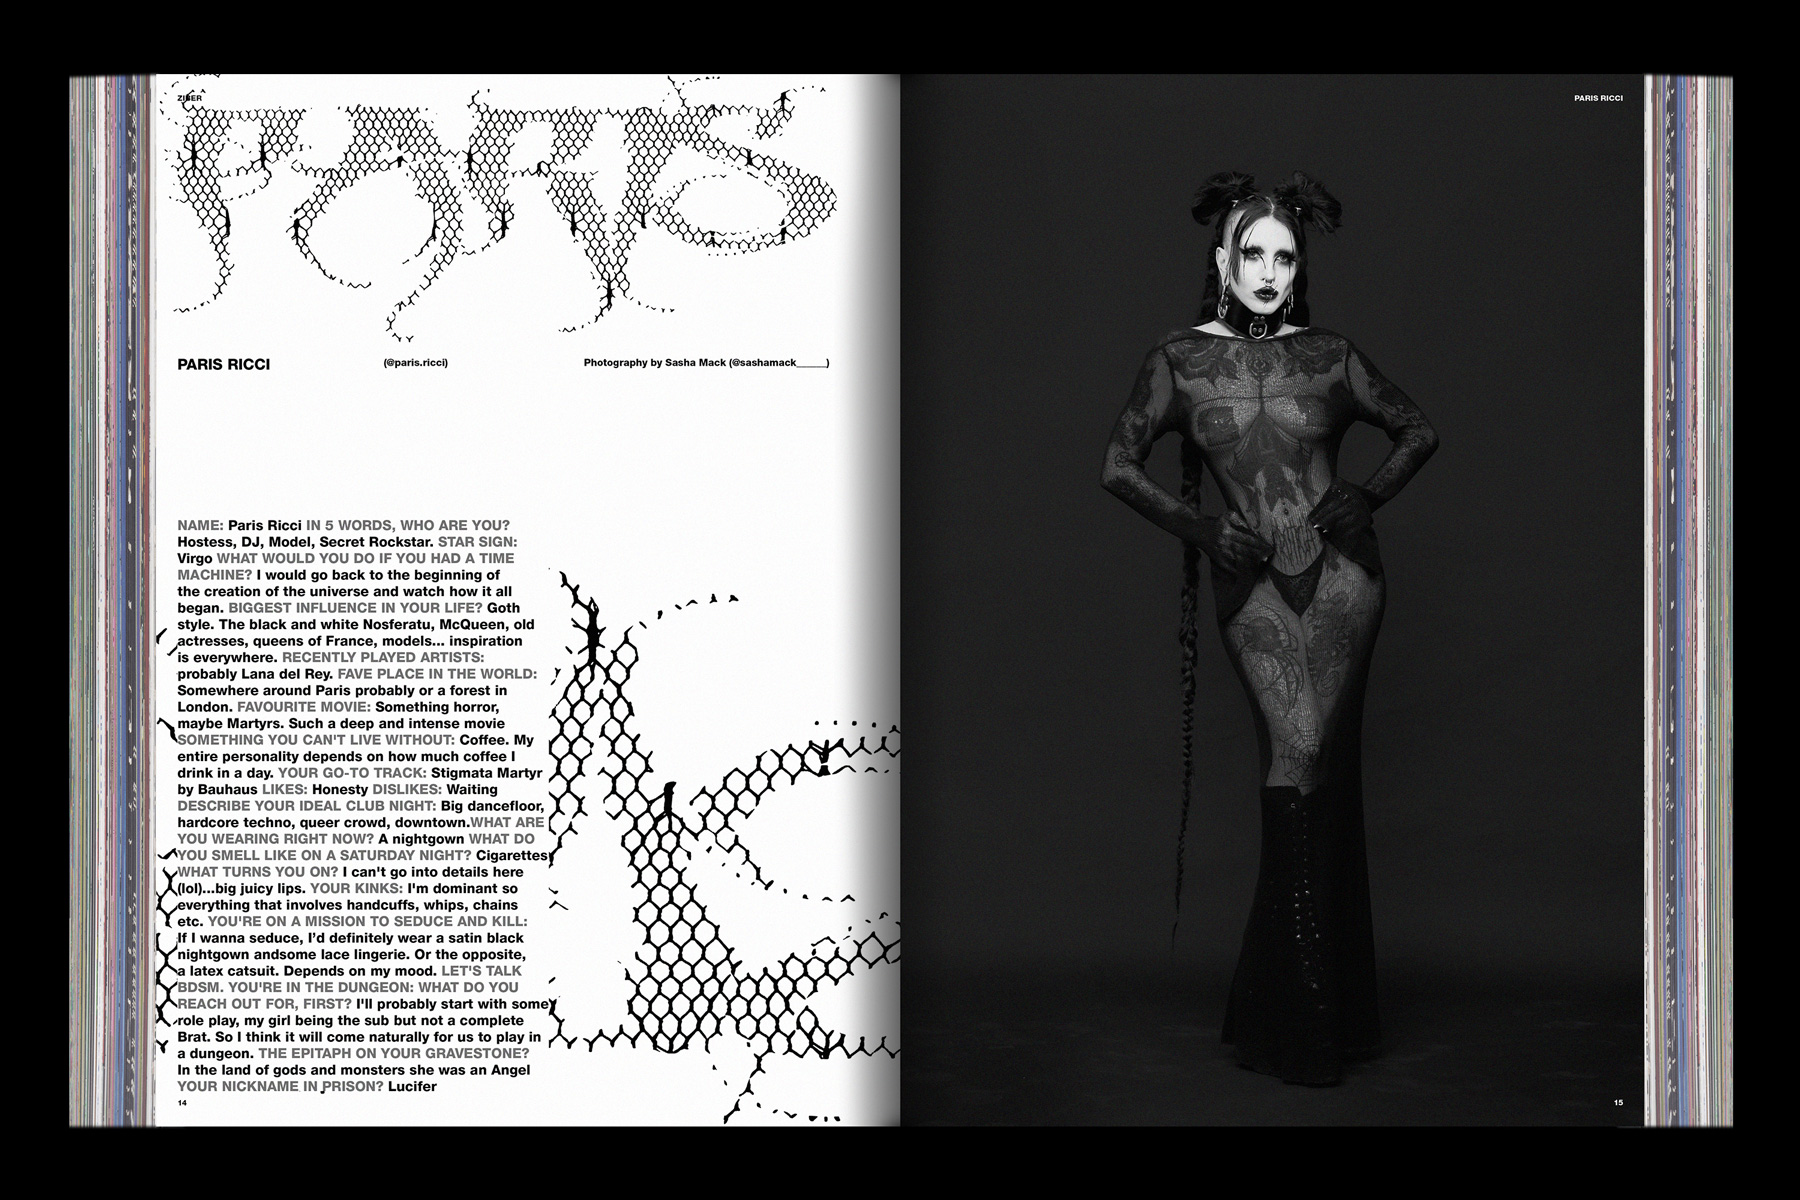 ZIBER
PARIS
PARIS RICCI
PARIS RICCI
(@paris.ricci)
Photography by Sasha Mack (@sashamack_____)
NAME: Paris Ricci IN 5 WORDS, WHO ARE YOU?
Hostess, DJ, Model, Secret Rockstar. STAR SIGN:
Virgo WHAT WOULD YOU DO IF YOU HAD A TIME
MACHINE? I would go back to the beginning of
the creation of the universe and watch how it all
began. BIGGEST INFLUENCE IN YOUR LIFE? Goth
style. The black and white Nosferatu, McQueen, old
actresses, queens of France, models... inspiration
is everywhere. RECENTLY PLAYED ARTISTS:
probably Lana del Rey. FAVE PLACE IN THE WORLD:
Somewhere around Paris probably or a forest in
London. FAVOURITE MOVIE: Something horror,
maybe Martyrs. Such a deep and intense movie
SOMETHING YOU CAN'T LIVE WITHOUT: Coffee. My
entire personality depends on how much coffee I
drink in a day. YOUR GO-TO TRACK: Stigmata Martyr
by Bauhaus LIKES: Honesty DISLIKES: Waiting
DESCRIBE YOUR IDEAL CLUB NIGHT: Big dancefloor,
hardcore techno, queer crowd, downtown.WHAT ARE
YOU WEARING RIGHT NOW? A nightgown WHAT DO
YOU SMELL LIKE ON A SATURDAY NIGHT? Cigarettes
WHAT TURNS YOU ON? I can't go into details here
(lol)...big juicy lips. YOUR KINKS: I'm dominant so
everything that involves handcuffs, whips, chains
etc. YOU'RE ON A MISSION TO SEDUCE AND KILL:
If I wanna seduce, I'd definitely wear a satin black
nightgown andsome lace lingerie. Or the opposite,
a latex catsuit. Depends on my mood. LET'S TALK
BDSM. YOU'RE IN THE DUNGEON: WHAT DO YOU
REACH OUT FOR, FIRST? I'll probably start with some
role play, my girl being the sub but not a complete
Brat. So I think it will come naturally for us to play in
a dungeon. THE EPITAPH ON YOUR GRAVESTONE?
In the land of gods and monsters she was an Angel
YOUR NICKNAME IN PRISON? Lucifer
14
15